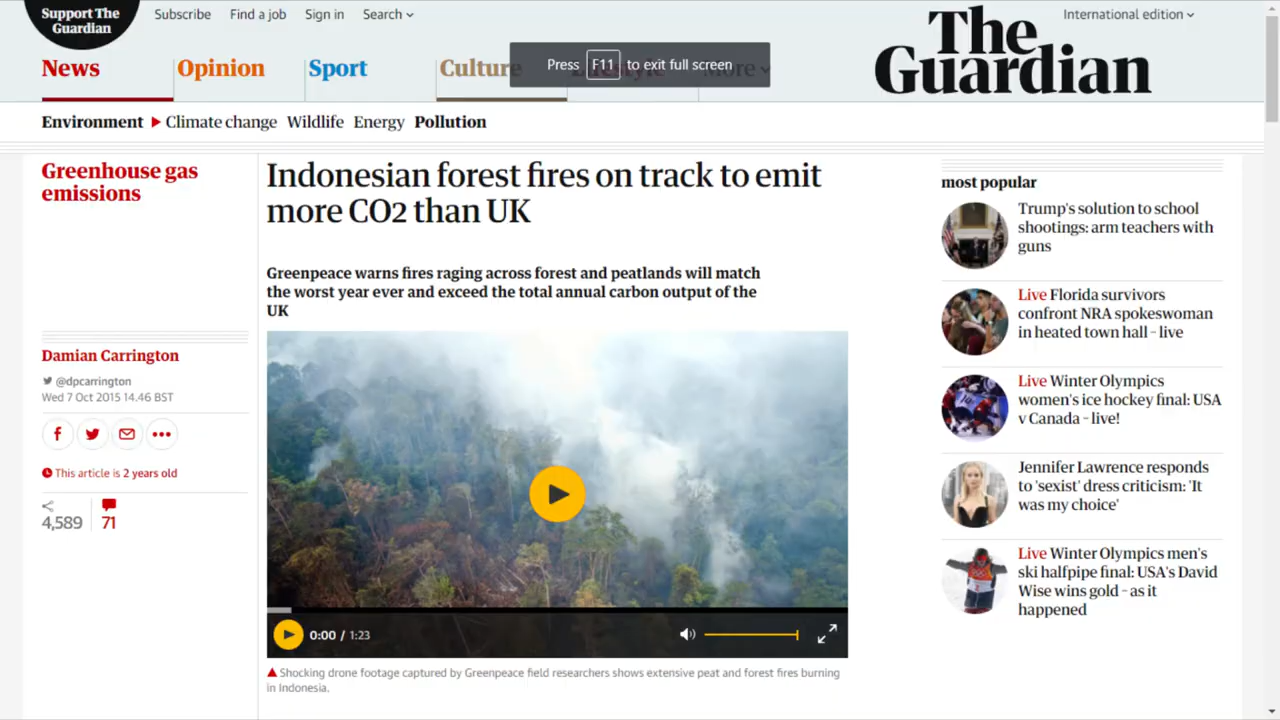 Support The
Guardian
Subscribe
Find a job
Sign in
Search
International edition
The
Guardian
News
Opinion
Sport
Culture
Lifestyle
More
Press F11 to exit full screen
Environment
Climate change
Wildlife
Energy
Pollution
Greenhouse gas
emissions
Indonesian forest fires on track to emit
more CO2 than UK
Greenpeace warns fires raging across forest and peatlands will match
the worst year ever and exceed the total annual carbon output of the
UK
Damian Carrington
@dpcarrington
Wed 7 Oct 2015 14.46 BST
This article is 2 years old
4,589
71
0:00 / 1:23
Shocking drone footage captured by Greenpeace field researchers shows extensive peat and forest fires burning
in Indonesia.
most popular
Trump's solution to school
shootings: arm teachers with
guns
Live Florida survivors
confront NRA spokeswoman
in heated town hall – live
Live Winter Olympics
women's ice hockey final: USA
v Canada – live!
Jennifer Lawrence responds
to 'sexist' dress criticism: 'It
was my choice'
Live Winter Olympics men's
ski halfpipe final: USA's David
Wise wins gold – as it
happened